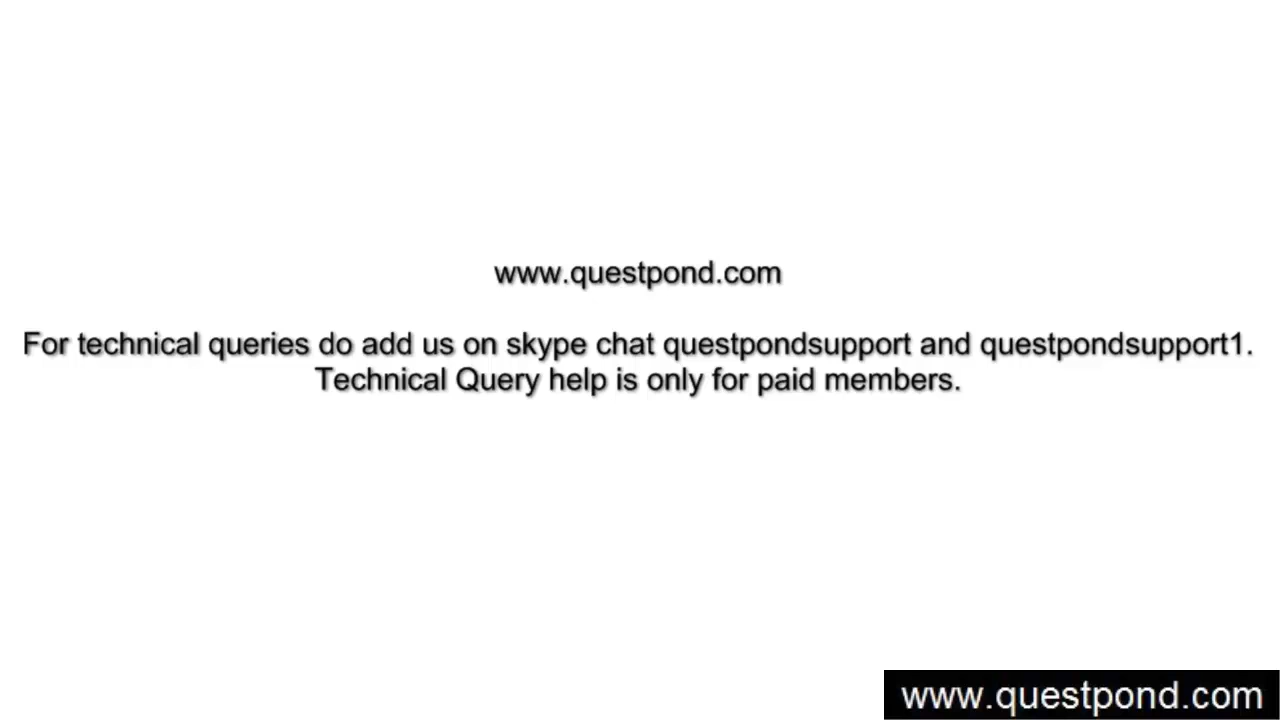 www.questpond.com
For technical queries do add us on skype chat questpondsupport and questpondsupport1.
Technical Query help is only for paid members.
www.questpond.com